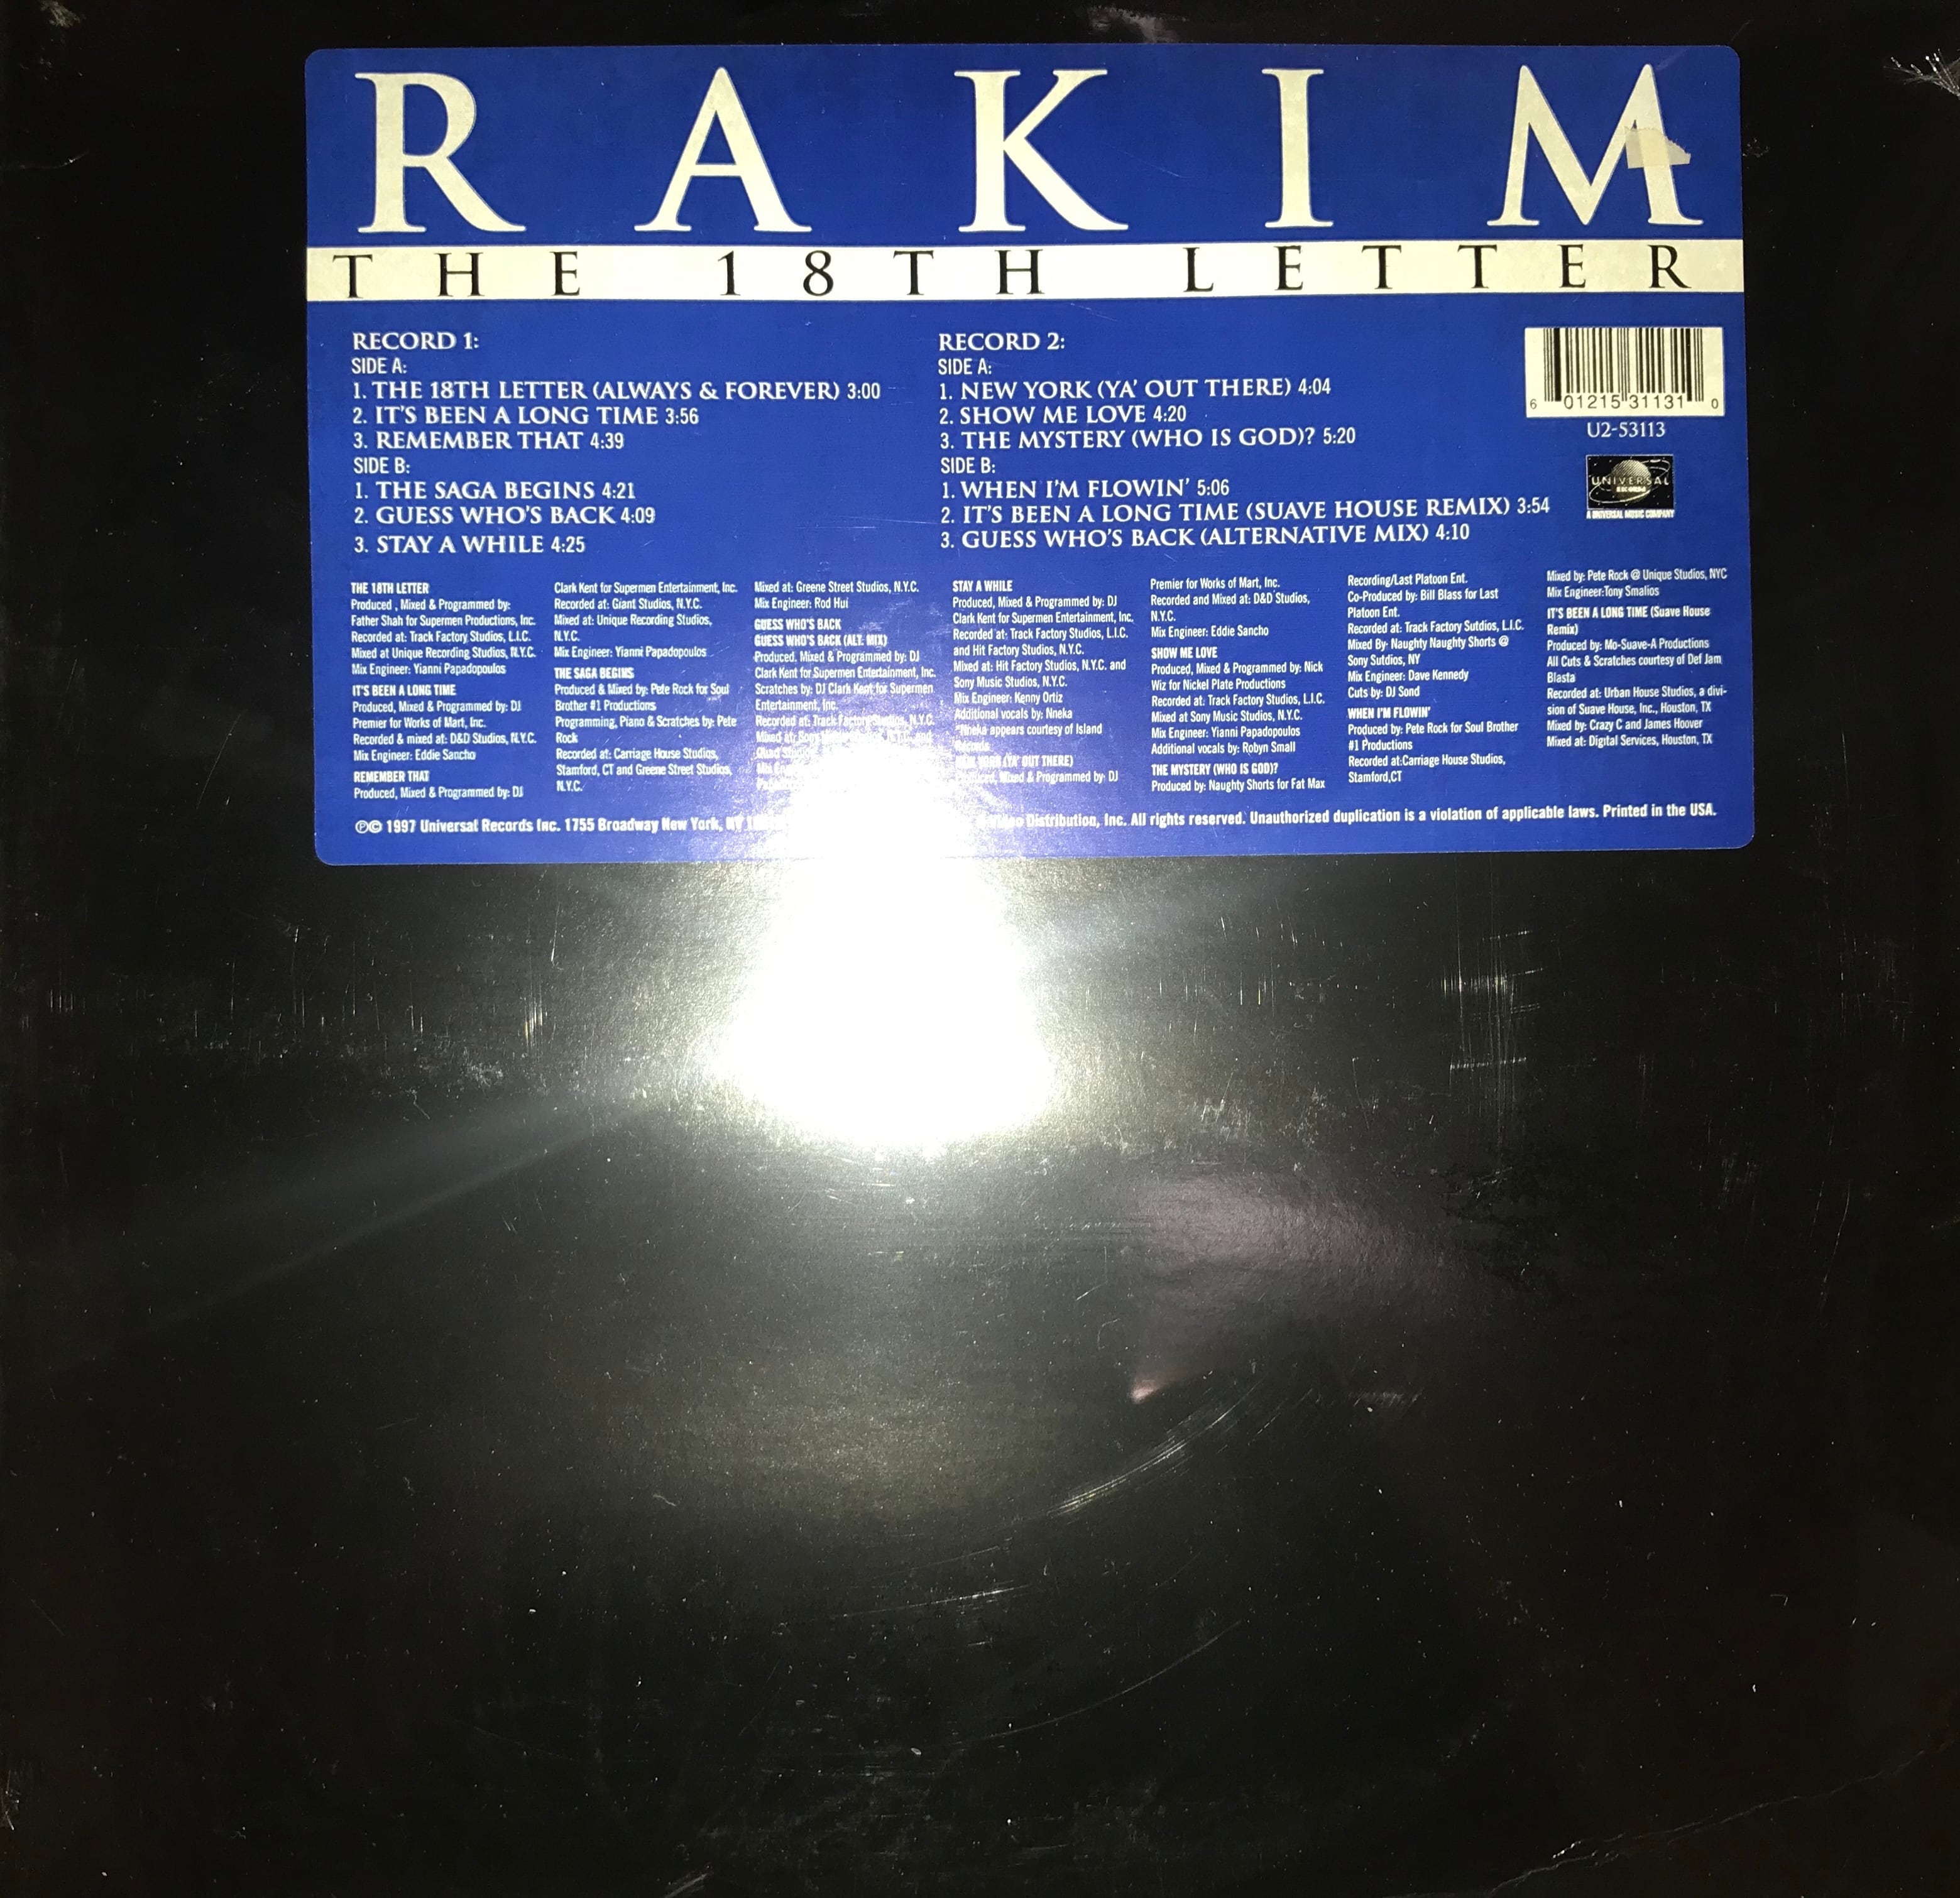 RAKIM
THE 18TH LETTER
RECORD 1:
SIDE A:
1. THE 18TH LETTER (ALWAYS & FOREVER) 3:00
2. IT'S BEEN A LONG TIME 3:56
3. REMEMBER THAT 4:39
SIDE B:
1. THE SAGA BEGINS 4:21
2. GUESS WHO'S BACK 4:09
3. STAY A WHILE 4:25
RECORD 2:
SIDE A:
1. NEW YORK (YA' OUT THERE) 4:04
2. SHOW ME LOVE 4:20
3. THE MYSTERY (WHO IS GOD)? 5:20
SIDE B:
1. WHEN I'M FLOWIN' 5:06
2. IT'S BEEN A LONG TIME (SUAVE HOUSE REMIX) 3:54
3. GUESS WHO'S BACK (ALTERNATIVE MIX) 4:10
6 01215 31131 0
U2-53113
UNIVERSAL
RECORDS
A UNIVERSAL MUSIC COMPANY
THE 18TH LETTER
Produced , Mixed & Programmed by:
Father Shah for Supermen Productions, Inc.
Recorded at: Track Factory Studios, L.I.C.
Mixed at Unique Recording Studios, N.Y.C.
Mix Engineer: Yianni Papadopoulos
IT'S BEEN A LONG TIME
Produced, Mixed & Programmed by: DJ
Premier for Works of Mart, Inc.
Recorded & mixed at: D&D Studios, N.Y.C.
Mix Engineer: Eddie Sancho
REMEMBER THAT
Produced, Mixed & Programmed by: DJ
Clark Kent for Supermen Entertainment, Inc.
Recorded at: Giant Studios, N.Y.C.
Mixed at: Unique Recording Studios,
N.Y.C.
Mix Engineer: Yianni Papadopoulos
THE SAGA BEGINS
Produced & Mixed by: Pete Rock for Soul
Brother #1 Productions
Programming, Piano & Scratches by: Pete
Rock
Recorded at: Carriage House Studios,
Stamford, CT and Greene Street Studios,
N.Y.C.
Mixed at: Greene Street Studios, N.Y.C.
Mix Engineer: Rod Hui
GUESS WHO'S BACK
GUESS WHO'S BACK (ALT. MIX)
Produced, Mixed & Programmed by: DJ
Clark Kent for Supermen Entertainment, Inc.
Scratches by: DJ Clark Kent for Supermen
Entertainment, Inc.
Recorded at: Track Factory Studios, N.Y.C.
Mixed at: Sony
STAY A WHILE
Produced, Mixed & Programmed by: DJ
Clark Kent for Supermen Entertainment, Inc.
Recorded at: Track Factory Studios, L.I.C.
and Hit Factory Studios, N.Y.C.
Mixed at: Hit Factory Studios, N.Y.C. and
Sony Music Studios, N.Y.C.
Mix Engineer: Kenny Ortiz
Additional vocals by: Nneka
*Nneka appears courtesy of Island
Records
NEW YORK (YA' OUT THERE)
Produced, Mixed & Programmed by: DJ
Premier for Works of Mart, Inc.
Recorded and Mixed at: D&D Studios,
N.Y.C.
Mix Engineer: Eddie Sancho
SHOW ME LOVE
Produced, Mixed & Programmed by: Nick
Wiz for Nickel Plate Productions
Recorded at: Track Factory Studios, L.I.C.
Mixed at Sony Music Studios, N.Y.C.
Mix Engineer: Yianni Papadopoulos
Additional vocals by: Robyn Small
THE MYSTERY (WHO IS GOD)?
Produced by: Naughty Shorts for Fat Max
Recording/Last Platoon Ent.
Co-Produced by: Bill Blass for Last
Platoon Ent.
Recorded at: Track Factory Sutdios, L.I.C.
Mixed By: Naughty Naughty Shorts @
Sony Sutdios, NY
Mix Engineer: Dave Kennedy
Cuts by: DJ Sond
WHEN I'M FLOWIN'
Produced by: Pete Rock for Soul Brother
#1 Productions
Recorded at:Carriage House Studios,
Stamford,CT
Mixed by: Pete Rock @ Unique Studios, NYC
Mix Engineer:Tony Smalios
IT'S BEEN A LONG TIME (Suave House
Remix)
Produced by: Mo-Suave-A Productions
All Cuts & Scratches courtesy of Def Jam
Blasta
Recorded at: Urban House Studios, a divi-
sion of Suave House, Inc., Houston, TX
Mixed by: Crazy C and James Hoover
Mixed at: Digital Services, Houston, TX
℗© 1997 Universal Records Inc. 1755 Broadway New York, NY Video Distribution, Inc. All rights reserved. Unauthorized duplication is a violation of applicable laws. Printed in the USA.